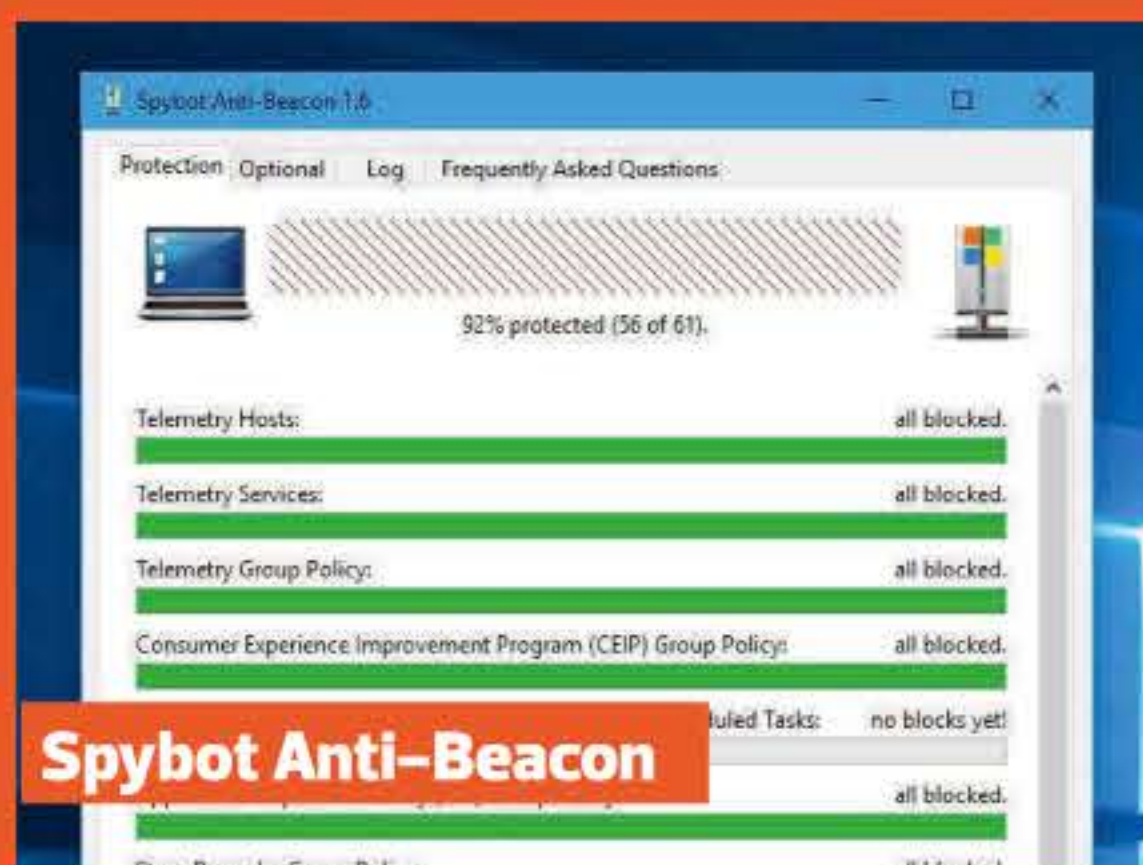 Spybot Anti-Beacon 1.6
Protection Optional Log Frequently Asked Questions
92% protected (56 of 61).
Telemetry Hosts: all blocked.
Telemetry Services: all blocked.
Telemetry Group Policy: all blocked.
Consumer Experience Improvement Program (CEIP) Group Policy: all blocked.
Tasks: no blocks yet!
Spybot Anti-Beacon
all blocked.